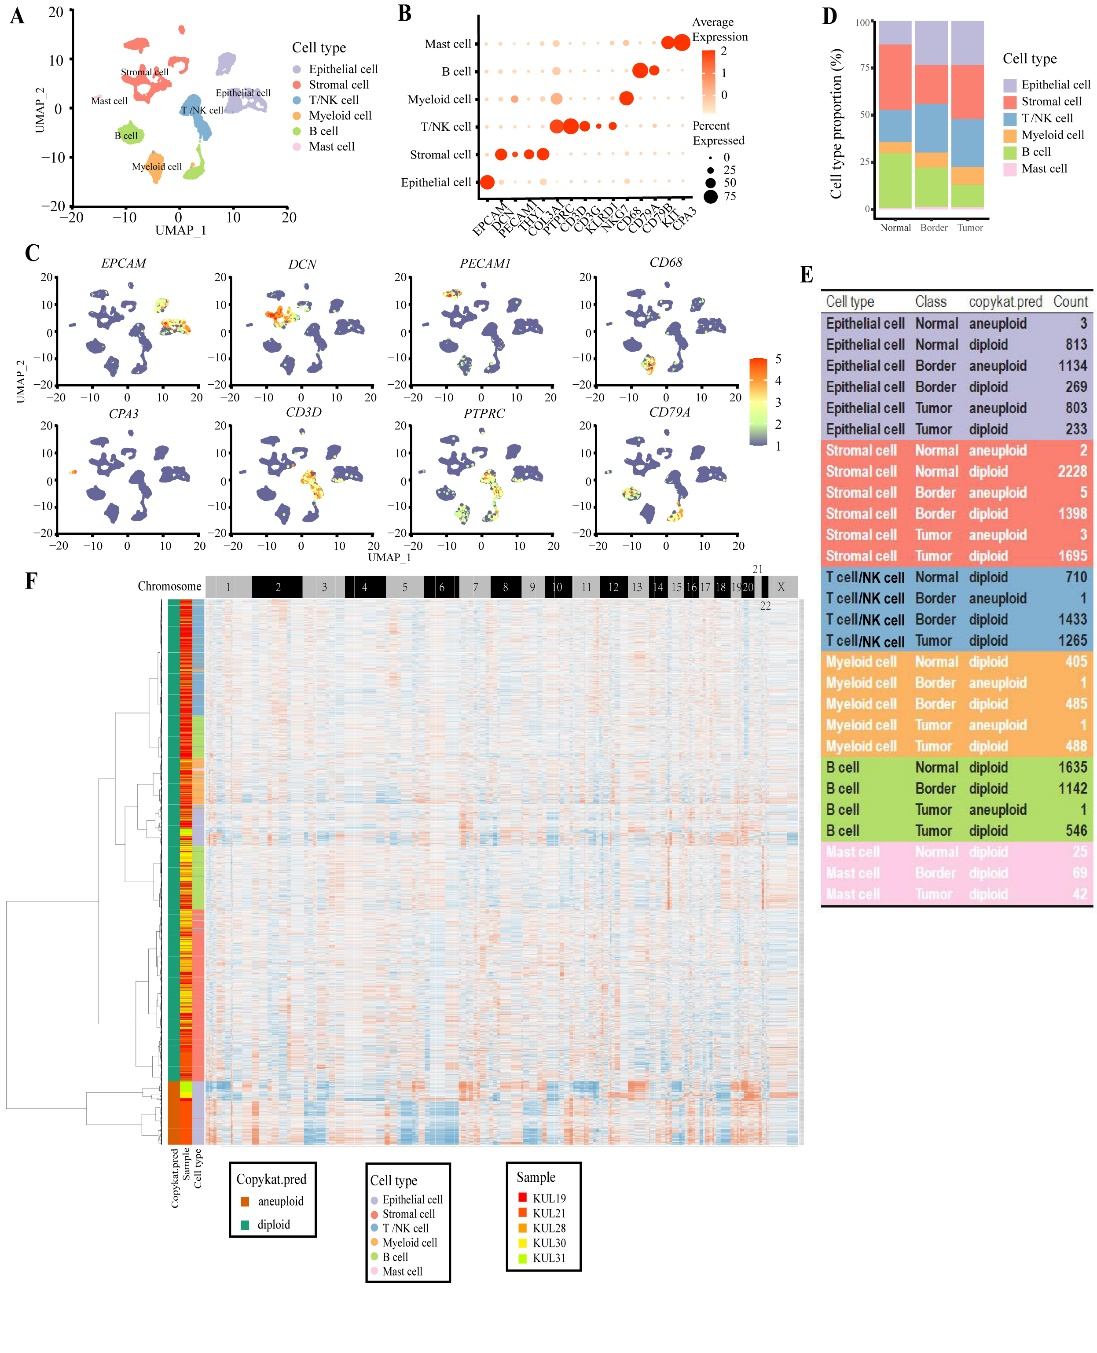 A
20
10
0
−10
−20
−20
−10
0
10
20
UMAP_2
UMAP_1
Stromal cell
Mast cell
B cell
Myeloid cell
T /NK cell
Epithelial cell
Cell type
Epithelial cell
Stromal cell
T/NK cell
Myeloid cell
B cell
Mast cell
B
Mast cell
B cell
Myeloid cell
T/NK cell
Stromal cell
Epithelial cell
EPCAM
DCN
PECAM1
THY1
COL3A1
PTPRC
CD3D
CD3G
KLRD1
NKG7
CD68
CD79A
CD79B
KIT
CPA3
Average
Expression
2
1
0
Percent
Expressed
0
25
50
75
D
Cell type proportion (%)
100
75
50
25
0
Normal Border Tumor
Cell type
Epithelial cell
Stromal cell
T /NK cell
Myeloid cell
B cell
Mast cell
C
EPCAM
DCN
PECAM1
CD68
CPA3
CD3D
PTPRC
CD79A
20
10
0
−10
−20
−20 −10 0 10 20
UMAP_2
UMAP_1
5
4
3
2
1
E
Cell type Class copykat.pred Count
Epithelial cell Normal aneuploid 3
Epithelial cell Normal diploid 813
Epithelial cell Border aneuploid 1134
Epithelial cell Border diploid 269
Epithelial cell Tumor aneuploid 803
Epithelial cell Tumor diploid 233
Stromal cell Normal aneuploid 2
Stromal cell Normal diploid 2228
Stromal cell Border aneuploid 5
Stromal cell Border diploid 1398
Stromal cell Tumor aneuploid 3
Stromal cell Tumor diploid 1695
T cell/NK cell Normal diploid 710
T cell/NK cell Border aneuploid 1
T cell/NK cell Border diploid 1433
T cell/NK cell Tumor diploid 1265
Myeloid cell Normal diploid 405
Myeloid cell Border aneuploid 1
Myeloid cell Border diploid 485
Myeloid cell Tumor aneuploid 1
Myeloid cell Tumor diploid 488
B cell Normal diploid 1635
B cell Border diploid 1142
B cell Tumor aneuploid 1
B cell Tumor diploid 546
Mast cell Normal diploid 25
Mast cell Border diploid 69
Mast cell Tumor diploid 42
F
Chromosome 1 2 3 4 5 6 7 8 9 10 11 12 13 14 15 16 17 18 19 20 21 22 X
Copykat.pred
Sample
Cell type
Copykat.pred
aneuploid
diploid
Cell type
Epithelial cell
Stromal cell
T /NK cell
Myeloid cell
B cell
Mast cell
Sample
KUL19
KUL21
KUL28
KUL30
KUL31